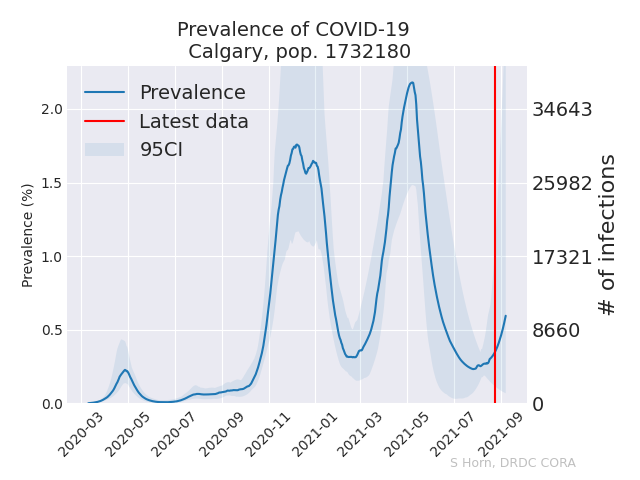 Prevalence of COVID-19
Calgary, pop. 1732180
Prevalence
Latest data
95CI
Prevalence (%)
2.0
1.5
1.0
0.5
0.0
34643
25982
17321
8660
0
# of infections
2020-03
2020-05
2020-07
2020-09
2020-11
2021-01
2021-03
2021-05
2021-07
2021-09
S Horn, DRDC CORA